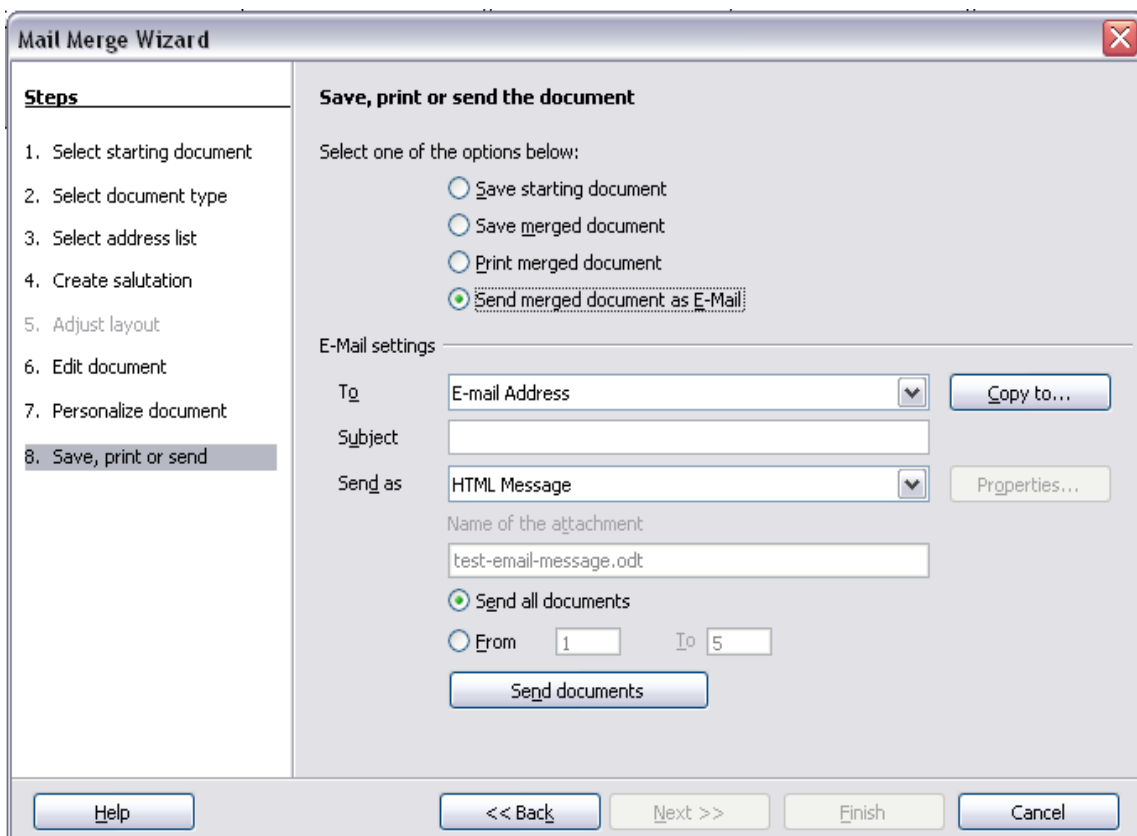 Mail Merge Wizard
Steps
1. Select starting document
2. Select document type
3. Select address list
4. Create salutation
5. Adjust layout
6. Edit document
7. Personalize document
8. Save, print or send
Save, print or send the document
Select one of the options below:
Save starting document
Save merged document
Print merged document
Send merged document as E-Mail
E-Mail settings
To E-mail Address Copy to...
Subject
Send as HTML Message Properties...
Name of the attachment
test-email-message.odt
Send all documents
From 1 To 5
Send documents
Help << Back Next >> Finish Cancel